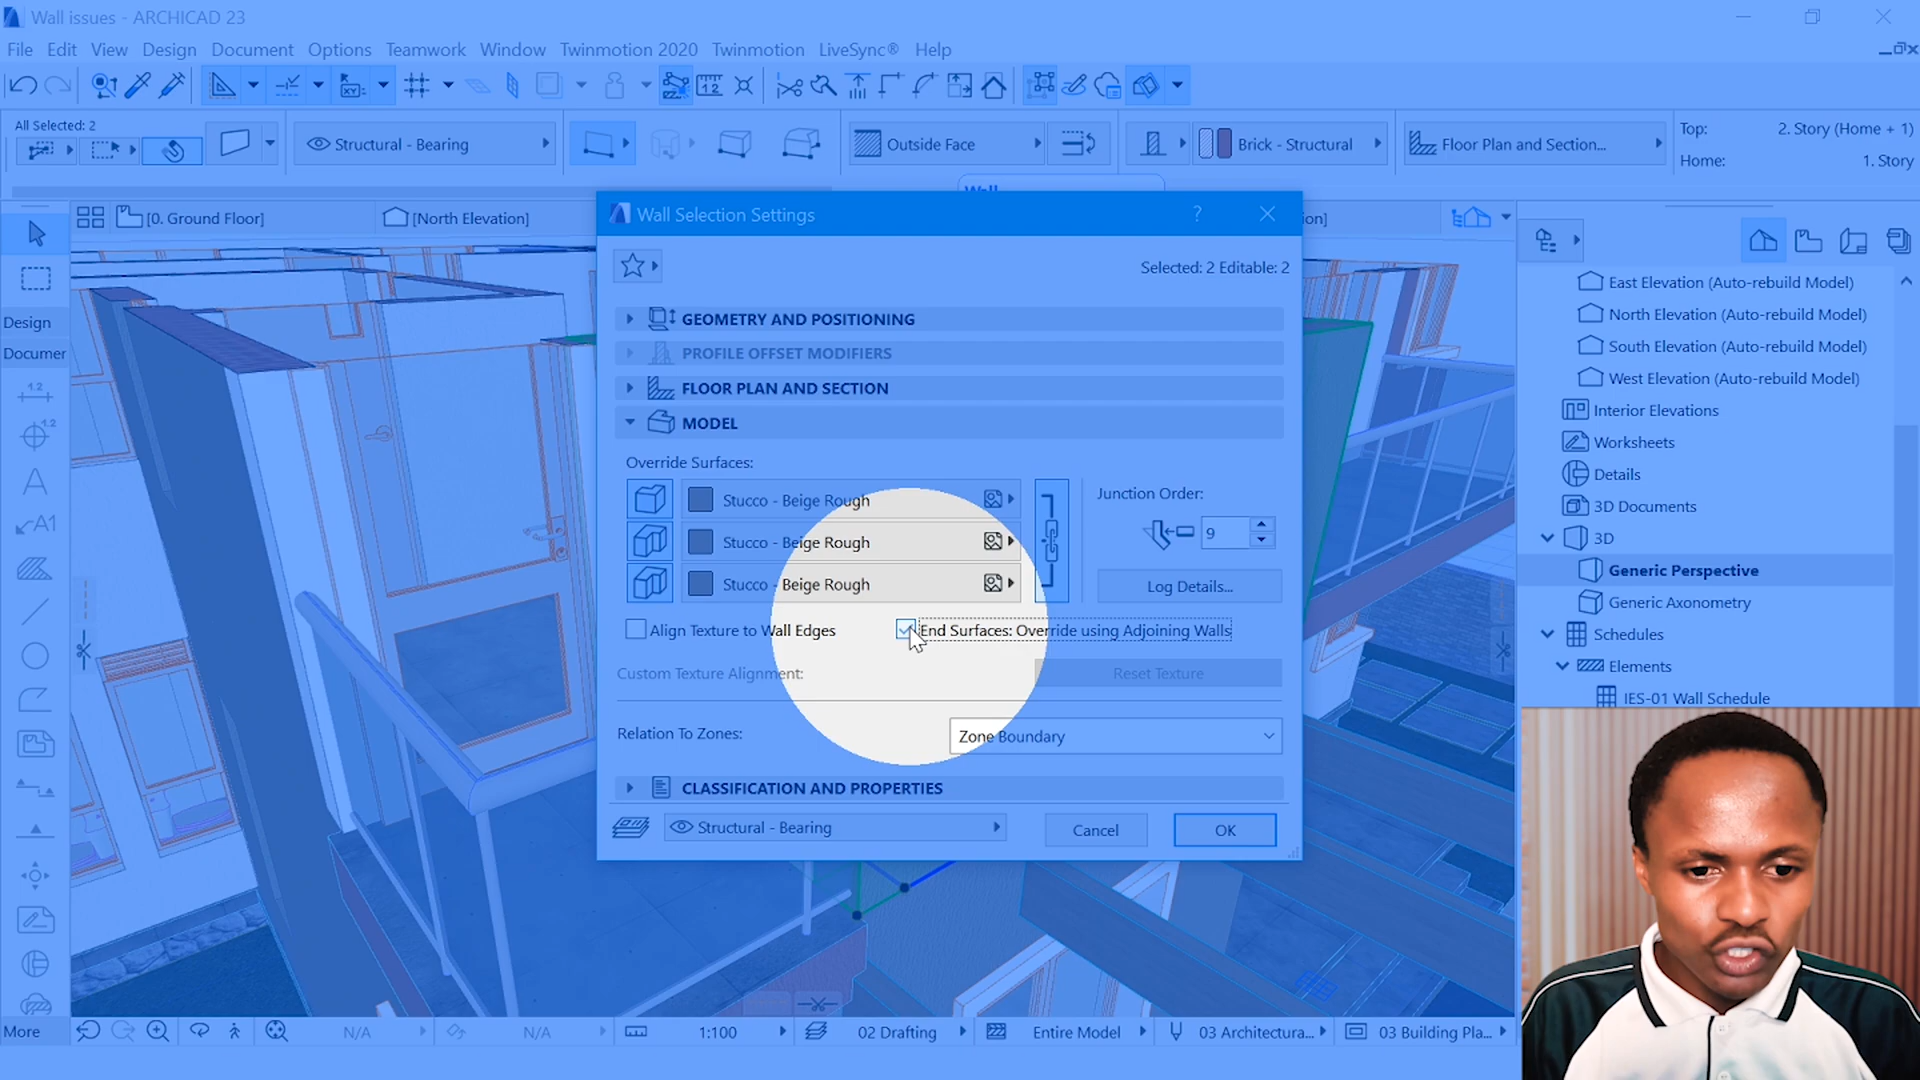 Wall issues - ARCHICAD 23
File Edit View Design Document Options Teamwork Window Twinmotion 2020 Twinmotion LiveSync® Help
All Selected: 2
Structural - Bearing
Outside Face
Brick - Structural
Floor Plan and Section...
Top: 2. Story (Home + 1)
Home: 1. Story
[0. Ground Floor]
[North Elevation]
Wall Selection Settings
?
Selected: 2 Editable: 2
GEOMETRY AND POSITIONING
PROFILE OFFSET MODIFIERS
FLOOR PLAN AND SECTION
MODEL
Override Surfaces:
Stucco - Beige Rough
Stucco - Beige Rough
Stucco - Beige Rough
Junction Order:
9
Log Details...
Align Texture to Wall Edges
End Surfaces: Override using Adjoining Walls
Custom Texture Alignment:
Reset Texture
Relation To Zones:
Zone Boundary
CLASSIFICATION AND PROPERTIES
Structural - Bearing
Cancel
OK
Design
Documer
1.2
1.2
A
A1
More
East Elevation (Auto-rebuild Model)
North Elevation (Auto-rebuild Model)
South Elevation (Auto-rebuild Model)
West Elevation (Auto-rebuild Model)
Interior Elevations
Worksheets
Details
3D Documents
3D
Generic Perspective
Generic Axonometry
Schedules
Elements
IES-01 Wall Schedule
N/A
N/A
1:100
02 Drafting
Entire Model
03 Architectura...
03 Building Pla...